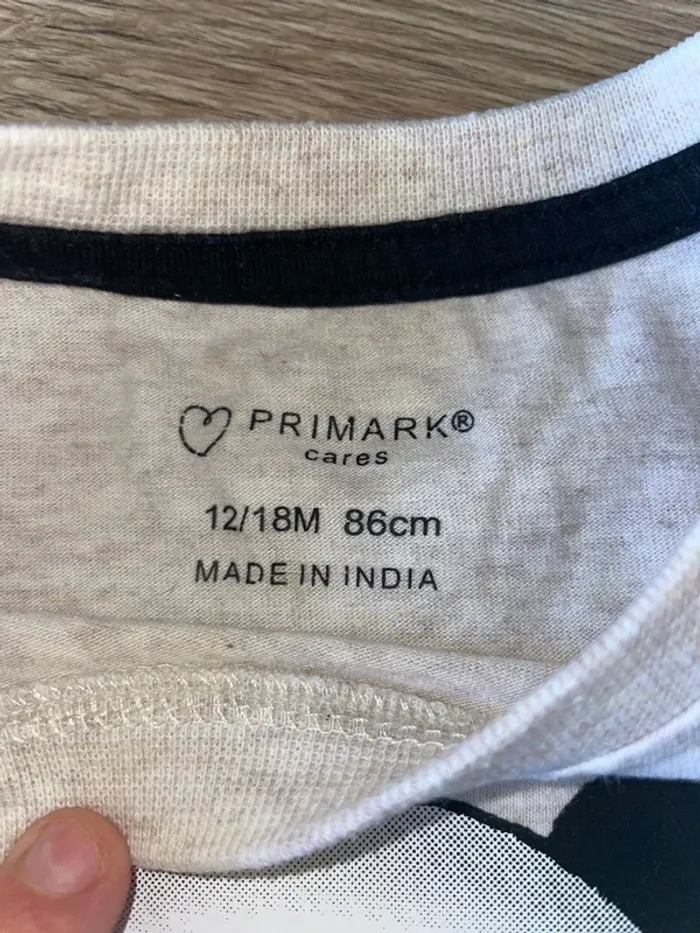 PRIMARK®
cares
12/18M 86cm
MADE IN INDIA